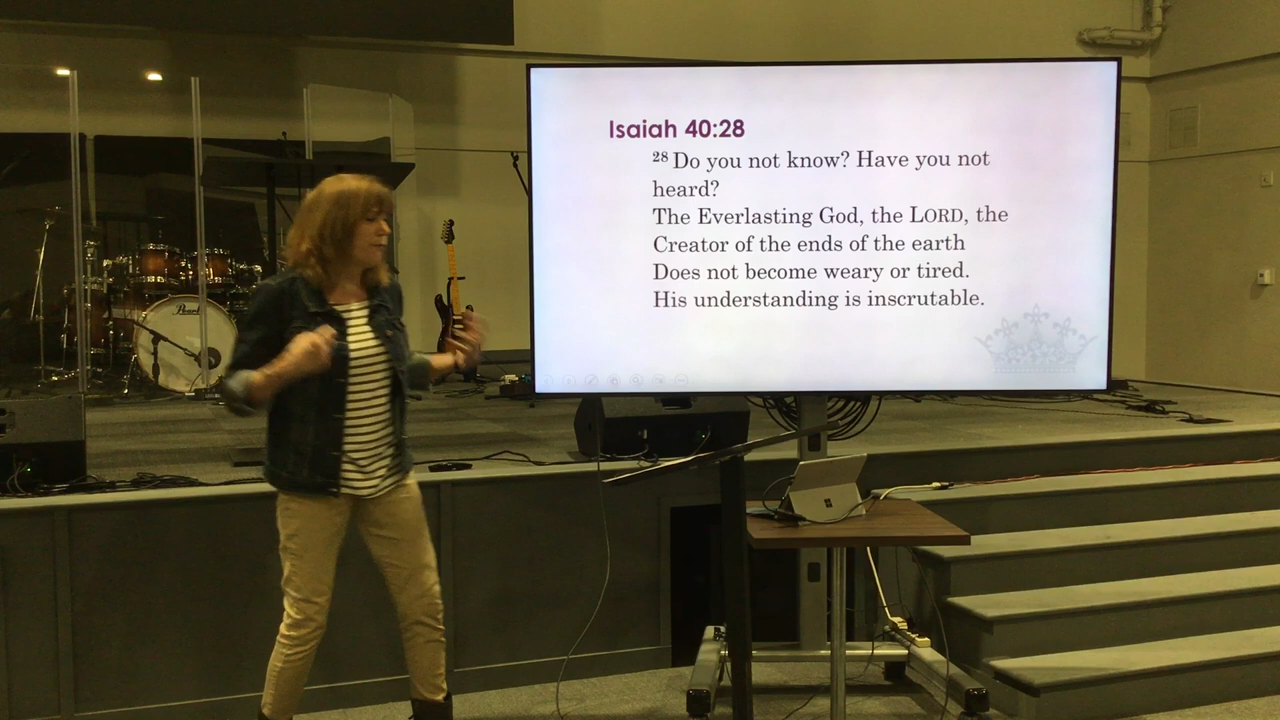 Isaiah 40:28
28 Do you not know? Have you not
heard?
The Everlasting God, the LORD, the
Creator of the ends of the earth
Does not become weary or tired.
His understanding is inscrutable.
Pearl